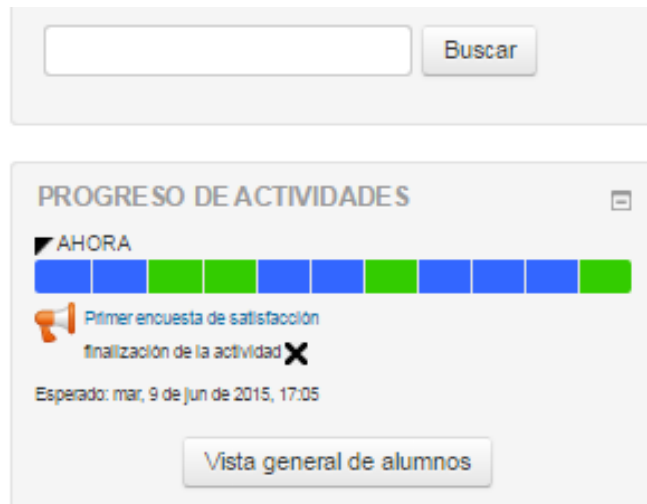 Buscar
PROGRESO DE ACTIVIDADES
AHORA
Primer encuesta de satisfacción
finalización de la actividad
Esperado: mar, 9 de jun de 2015, 17:05
Vista general de alumnos